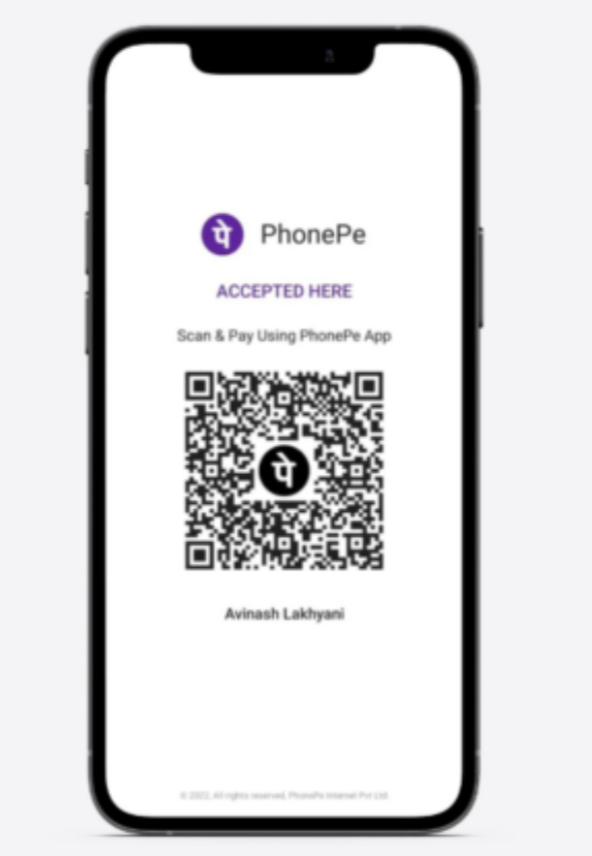 पे PhonePe
ACCEPTED HERE
Scan & Pay Using PhonePe App
पे
Avinash Lakhyani
© 2022, All rights reserved, PhonePe Internet Pvt Ltd